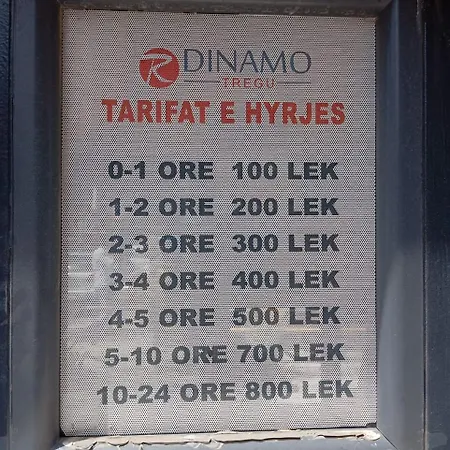 R DINAMO
TREGU
TARIFAT E HYRJES
0-1 ORE 100 LEK
1-2 ORE 200 LEK
2-3 ORE 300 LEK
3-4 ORE 400 LEK
4-5 ORE 500 LEK
5-10 ORE 700 LEK
10-24 ORE 800 LEK